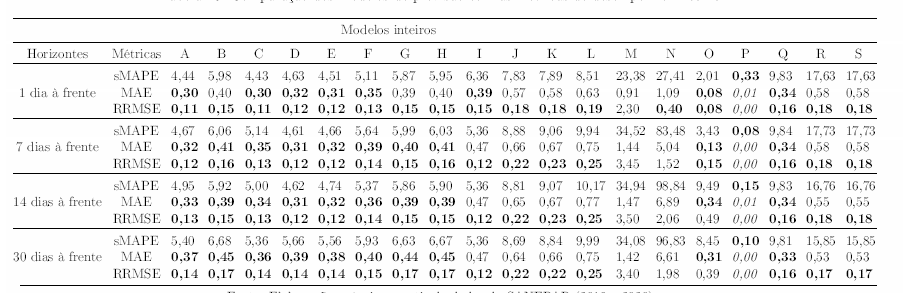 Modelos inteiros
Horizontes Métricas A B C D E F G H I J K L M N O P Q R S
sMAPE 4,44 5,98 4,43 4,63 4,51 5,11 5,87 5,95 6,36 7,83 7,89 8,51 23,38 27,41 2,01 0,33 9,83 17,63 17,63
1 dia à frente MAE 0,30 0,40 0,30 0,32 0,31 0,35 0,39 0,40 0,39 0,57 0,58 0,63 0,91 1,09 0,08 0,01 0,34 0,58 0,58
RRMSE 0,11 0,15 0,11 0,12 0,12 0,13 0,15 0,15 0,15 0,18 0,18 0,19 2,30 0,40 0,08 0,00 0,16 0,18 0,18
sMAPE 4,67 6,06 5,14 4,61 4,66 5,64 5,99 6,03 5,36 8,88 9,06 9,94 34,52 83,48 3,43 0,08 9,84 17,73 17,73
7 dias à frente MAE 0,32 0,41 0,35 0,31 0,32 0,39 0,40 0,41 0,47 0,66 0,67 0,75 1,44 5,04 0,13 0,00 0,34 0,58 0,58
RRMSE 0,12 0,16 0,13 0,12 0,12 0,14 0,15 0,16 0,12 0,22 0,23 0,25 3,45 1,52 0,15 0,00 0,16 0,18 0,18
sMAPE 4,95 5,92 5,00 4,62 4,74 5,37 5,86 5,90 5,36 8,81 9,07 10,17 34,94 98,84 9,49 0,15 9,83 16,76 16,76
14 dias à frente MAE 0,33 0,39 0,34 0,31 0,32 0,36 0,39 0,39 0,47 0,65 0,67 0,77 1,47 6,89 0,34 0,01 0,34 0,55 0,55
RRMSE 0,13 0,15 0,13 0,12 0,12 0,14 0,15 0,15 0,12 0,22 0,23 0,25 3,50 2,06 0,49 0,00 0,16 0,18 0,18
sMAPE 5,40 6,68 5,36 5,66 5,56 5,93 6,63 6,67 5,36 8,69 8,84 9,99 34,08 96,83 8,45 0,10 9,81 15,85 15,85
30 dias à frente MAE 0,37 0,45 0,36 0,39 0,38 0,40 0,44 0,45 0,47 0,64 0,66 0,75 1,42 6,61 0,31 0,00 0,33 0,53 0,53
RRMSE 0,14 0,17 0,14 0,14 0,14 0,15 0,17 0,17 0,12 0,22 0,22 0,25 3,40 1,98 0,39 0,00 0,16 0,17 0,17